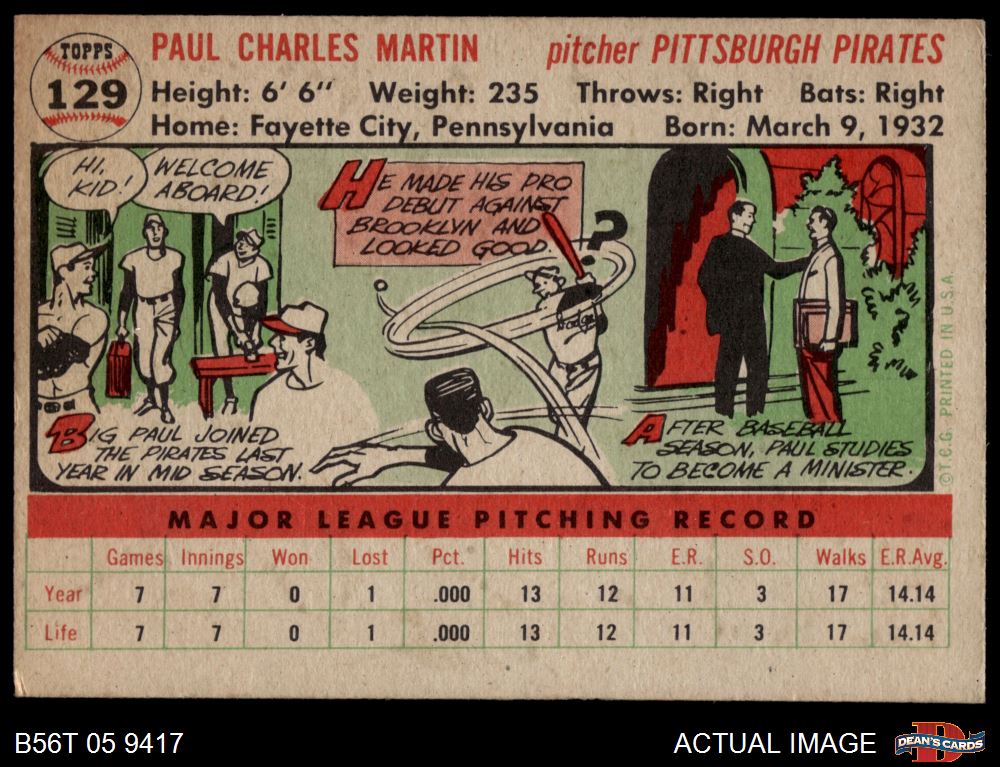 TOPPS
129
PAUL CHARLES MARTIN pitcher PITTSBURGH PIRATES
Height: 6' 6" Weight: 235 Throws: Right Bats: Right
Home: Fayette City, Pennsylvania Born: March 9, 1932
HI,
KID!
WELCOME
ABOARD!
BIG PAUL JOINED
THE PIRATES LAST
YEAR IN MID SEASON.
HE MADE HIS PRO
DEBUT AGAINST
BROOKLYN AND
LOOKED GOOD.
?
Dodgers
AFTER BASEBALL
SEASON, PAUL STUDIES
TO BECOME A MINISTER.
© T.C.G. PRINTED IN U.S.A.
MAJOR LEAGUE PITCHING RECORD
Games Innings Won Lost Pct. Hits Runs E.R. S.O. Walks E.R.Avg.
Year 7 7 0 1 .000 13 12 11 3 17 14.14
Life 7 7 0 1 .000 13 12 11 3 17 14.14
B56T 05 9417
ACTUAL IMAGE
D
DEAN'S CARDS